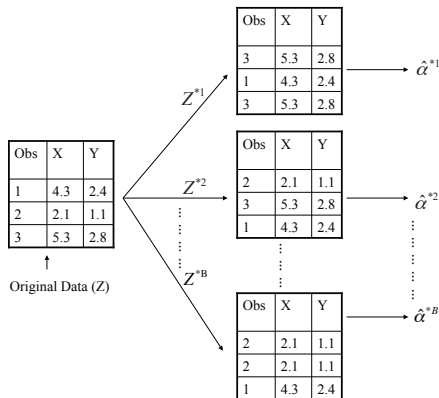 Obs X Y
1 4.3 2.4
2 2.1 1.1
3 5.3 2.8
Original Data (Z)
Z*1
Obs X Y
3 5.3 2.8
1 4.3 2.4
3 5.3 2.8
α̂*1
Z*2
Obs X Y
2 2.1 1.1
3 5.3 2.8
1 4.3 2.4
α̂*2
Z*B
Obs X Y
2 2.1 1.1
2 2.1 1.1
1 4.3 2.4
α̂*B